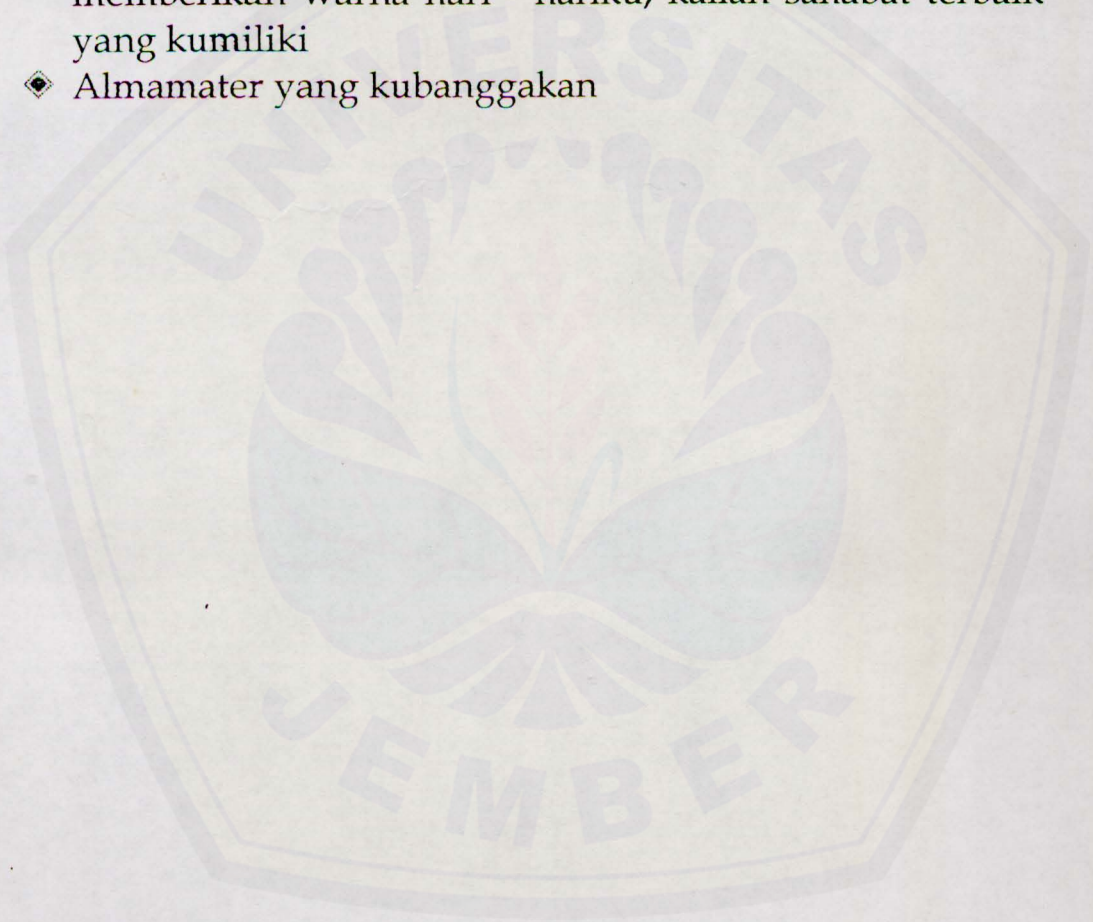 memberikan warna hari - hariku, kalian sahabat terbaik
yang kumiliki
Almamater yang kubanggakan
UNIVERSITAS
JEMBER